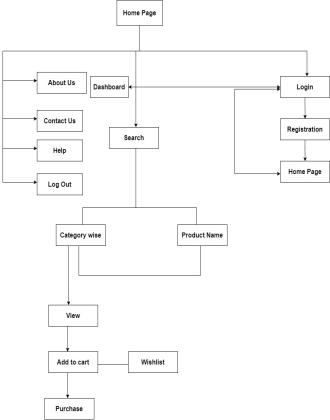 Home Page
About Us
Dashboard
Login
Contact Us
Search
Registration
Help
Home Page
Log Out
Category wise
Product Name
View
Add to cart
Wishlist
Purchase